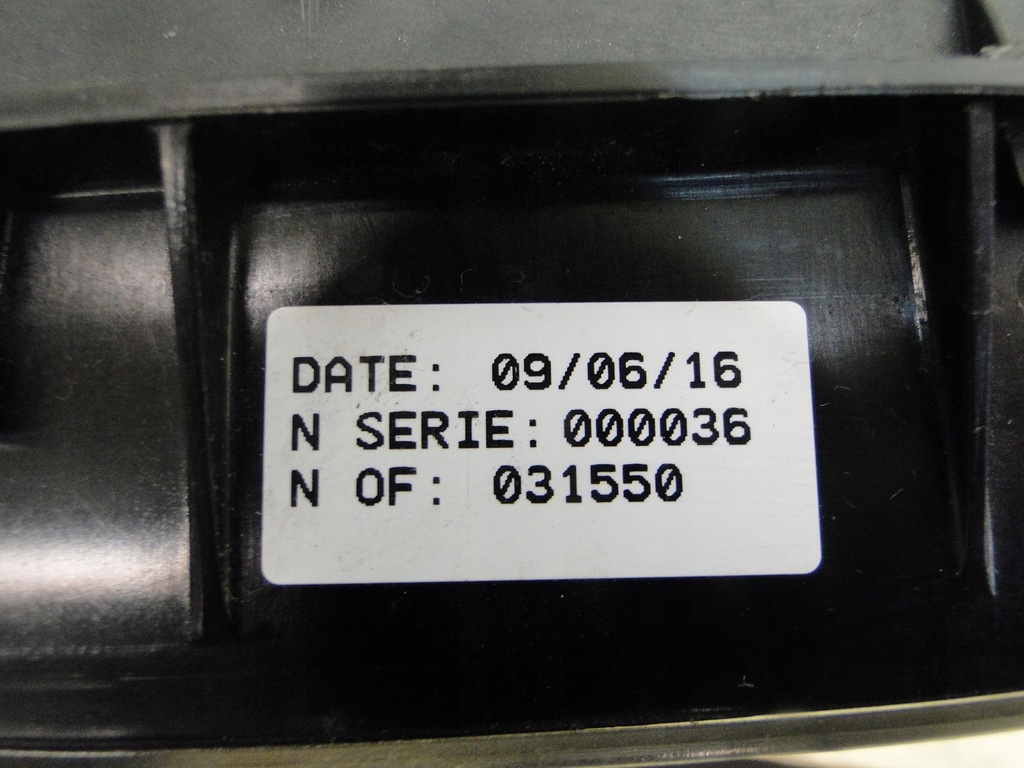 DATE: 09/06/16
N SERIE: 000036
N OF: 031550